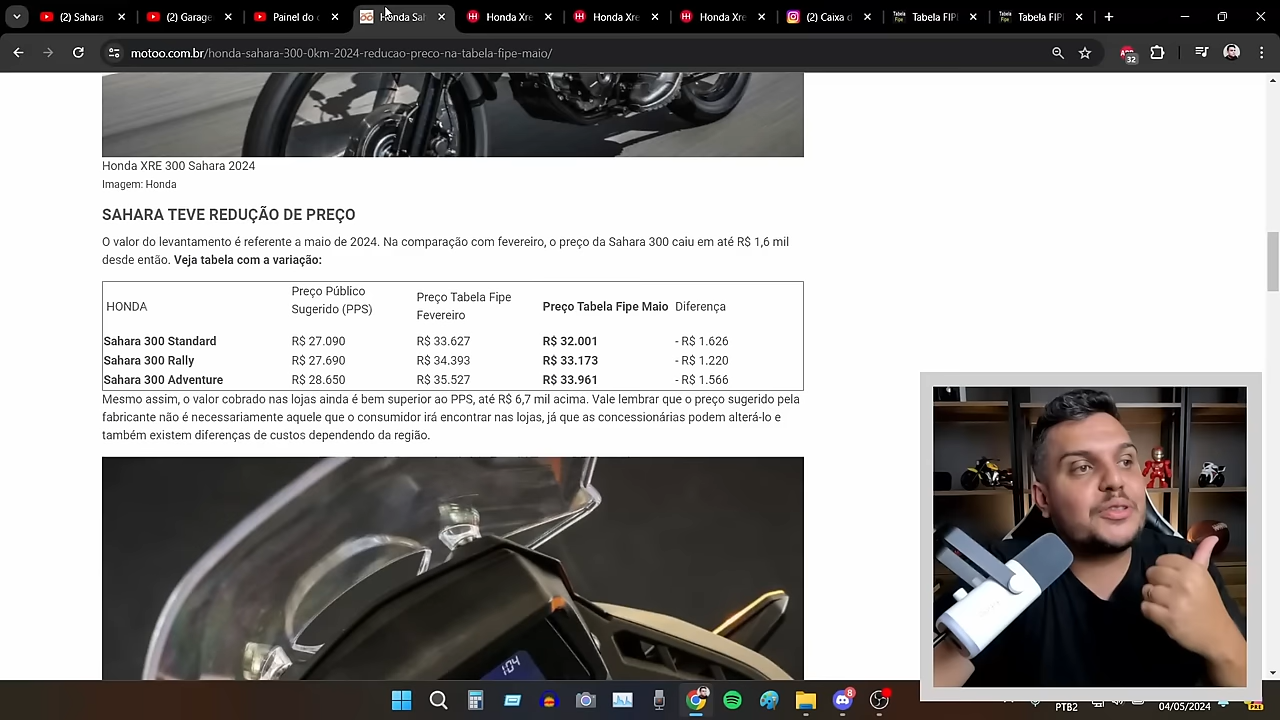 (2) Sahara
(2) Garage
Painel do c
Honda Sah
Honda Xre
Honda Xre
Honda Xre
(2) Caixa d
Tabela FIP
Tabela FIP
motoo.com.br/honda-sahara-300-0km-2024-reducao-preco-na-tabela-fipe-maio/
32
Honda XRE 300 Sahara 2024
Imagem: Honda
SAHARA TEVE REDUÇÃO DE PREÇO
O valor do levantamento é referente a maio de 2024. Na comparação com fevereiro, o preço da Sahara 300 caiu em até R$ 1,6 mil
desde então. Veja tabela com a variação:
HONDA Preço Público Sugerido (PPS) Preço Tabela Fipe Fevereiro Preço Tabela Fipe Maio Diferença
Sahara 300 Standard R$ 27.090 R$ 33.627 R$ 32.001 - R$ 1.626
Sahara 300 Rally R$ 27.690 R$ 34.393 R$ 33.173 - R$ 1.220
Sahara 300 Adventure R$ 28.650 R$ 35.527 R$ 33.961 - R$ 1.566
Mesmo assim, o valor cobrado nas lojas ainda é bem superior ao PPS, até R$ 6,7 mil acima. Vale lembrar que o preço sugerido pela
fabricante não é necessariamente aquele que o consumidor irá encontrar nas lojas, já que as concessionárias podem alterá-lo e
também existem diferenças de custos dependendo da região.
1:04
8
PTB2
04/05/2024